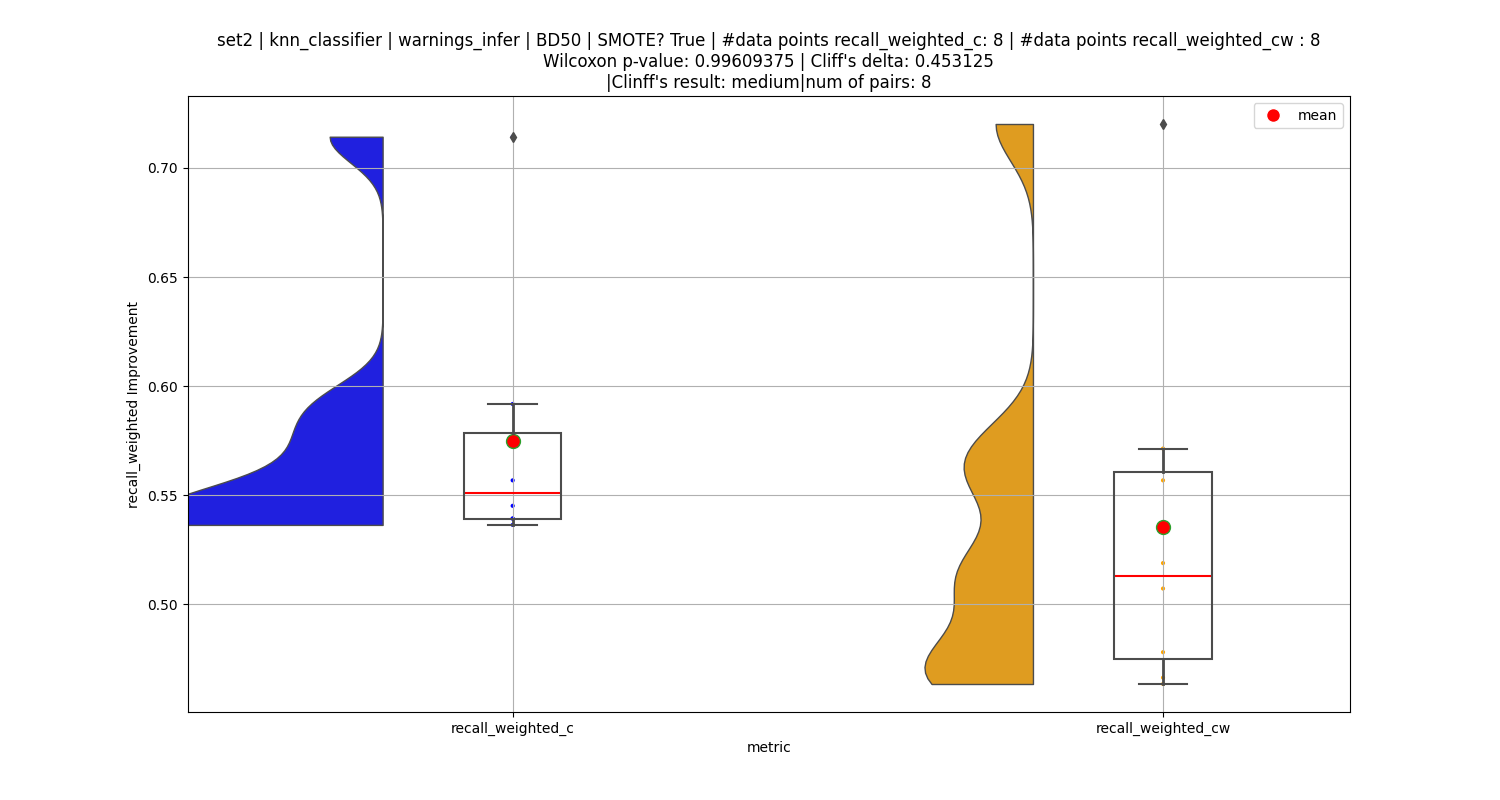 set2 | knn_classifier | warnings_infer | BD50 | SMOTE? True | #data points recall_weighted_c: 8 | #data points recall_weighted_cw : 8
Wilcoxon p-value: 0.99609375 | Cliff's delta: 0.453125
|Clinff's result: medium|num of pairs: 8
mean
0.70
0.65
0.60
0.55
0.50
recall_weighted Improvement
recall_weighted_c
recall_weighted_cw
metric